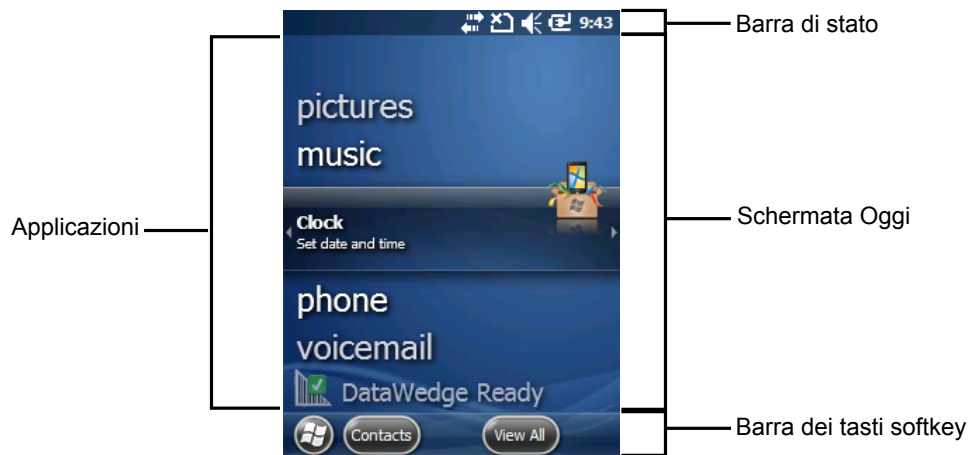 9:43
Barra di stato
pictures
music
Applicazioni
Clock
Set date and time
Schermata Oggi
phone
voicemail
DataWedge Ready
Contacts
View All
Barra dei tasti softkey